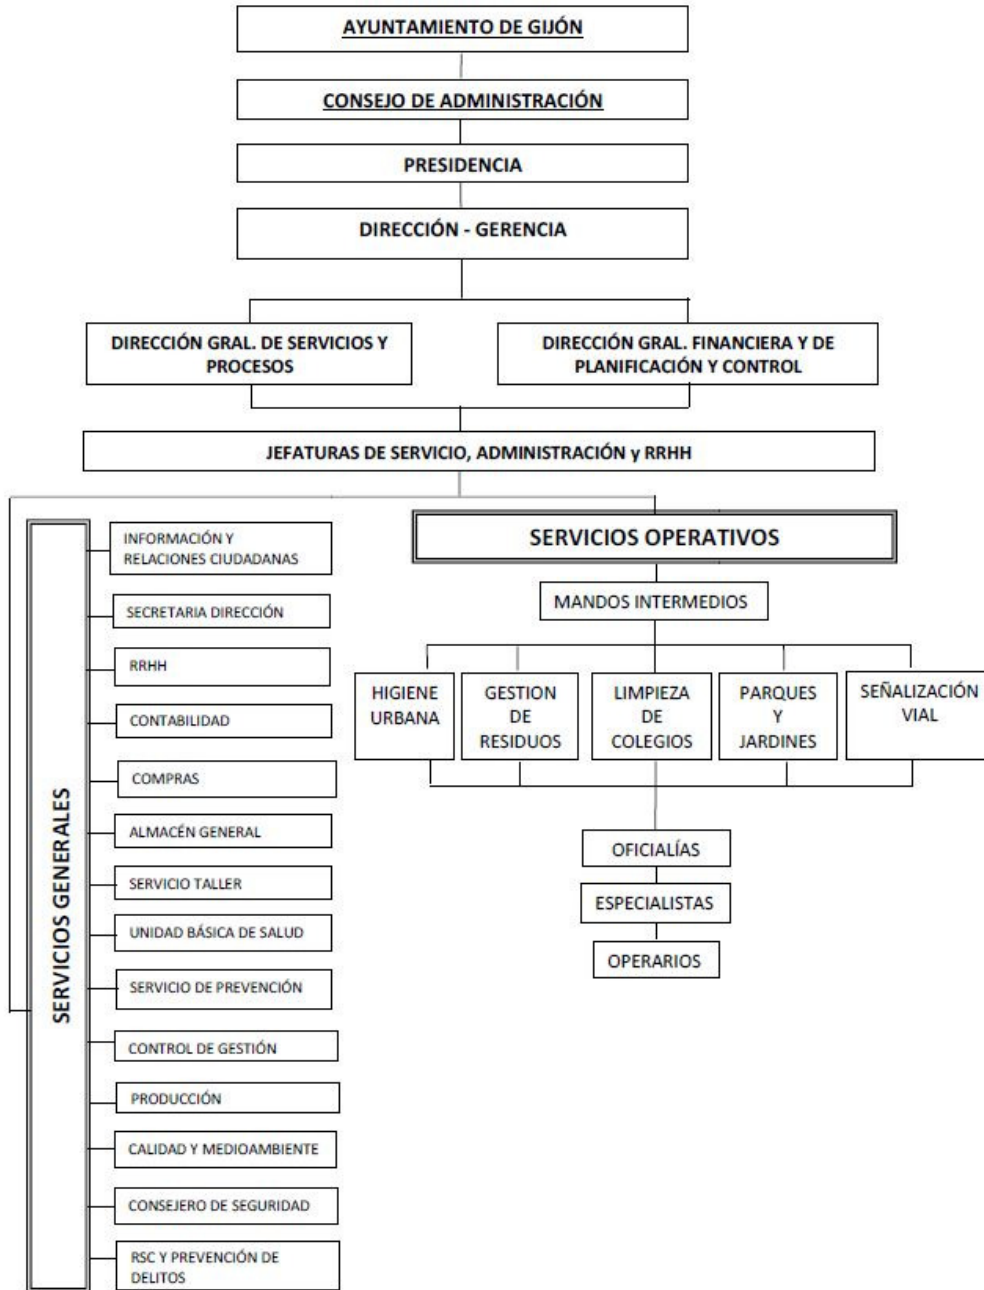 AYUNTAMIENTO DE GIJÓN
CONSEJO DE ADMINISTRACIÓN
PRESIDENCIA
DIRECCIÓN - GERENCIA
DIRECCIÓN GRAL. DE SERVICIOS Y
PROCESOS
DIRECCIÓN GRAL. FINANCIERA Y DE
PLANIFICACIÓN Y CONTROL
JEFATURAS DE SERVICIO, ADMINISTRACIÓN y RRHH
SERVICIOS GENERALES
INFORMACIÓN Y
RELACIONES CIUDADANAS
SECRETARIA DIRECCIÓN
RRHH
CONTABILIDAD
COMPRAS
ALMACÉN GENERAL
SERVICIO TALLER
UNIDAD BÁSICA DE SALUD
SERVICIO DE PREVENCIÓN
CONTROL DE GESTIÓN
PRODUCCIÓN
CALIDAD Y MEDIOAMBIENTE
CONSEJERO DE SEGURIDAD
RSC Y PREVENCIÓN DE
DELITOS
SERVICIOS OPERATIVOS
MANDOS INTERMEDIOS
HIGIENE
URBANA
GESTION
DE
RESIDUOS
LIMPIEZA
DE
COLEGIOS
PARQUES
Y
JARDINES
SEÑALIZACIÓN
VIAL
OFICIALÍAS
ESPECIALISTAS
OPERARIOS